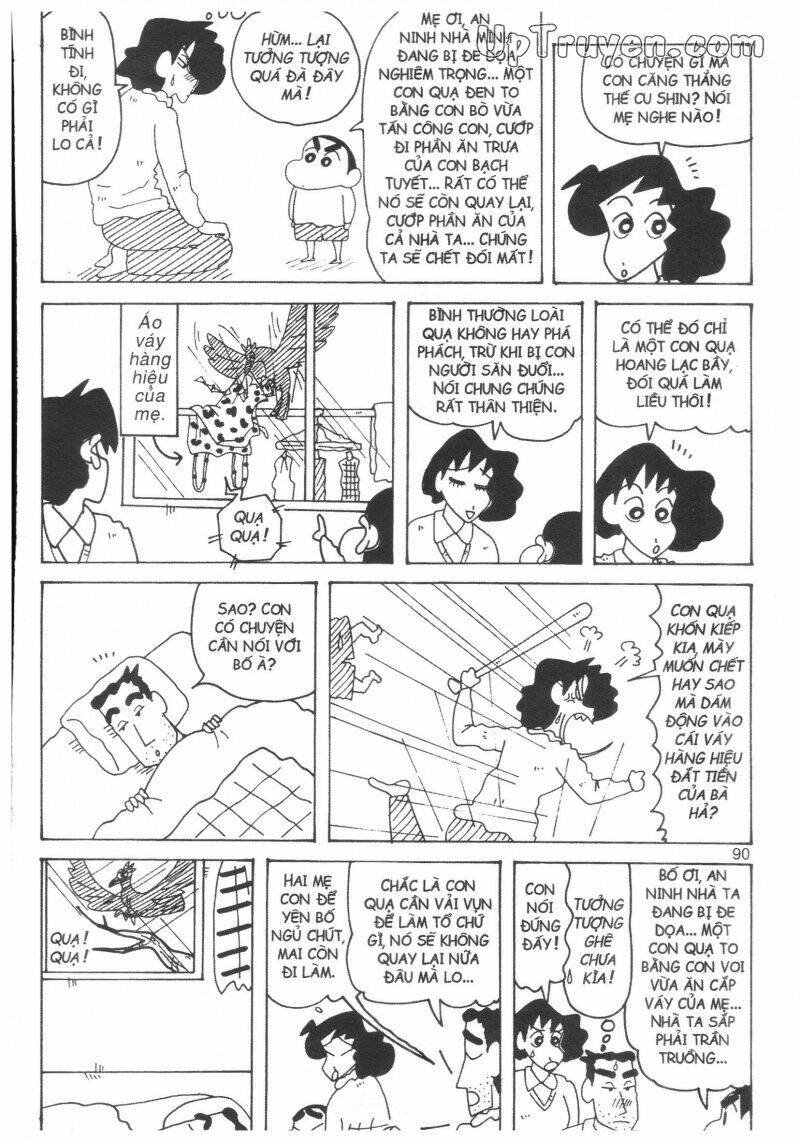 UpTruyen.com
CÓ CHUYỆN GÌ MÀ
CON CĂNG THẲNG
THẾ CU SHIN? NÓI
MẸ NGHE NÀO!
MẸ ƠI, AN
NINH NHÀ MÌNH
ĐANG BỊ ĐE DỌA
NGHIÊM TRỌNG... MỘT
CON QUẠ ĐEN TO
BẰNG CON BÒ VỪA
TẤN CÔNG CON, CƯỚP
ĐI PHẦN ĂN TRƯA
CỦA CON BẠCH
TUYẾT... RẤT CÓ THỂ
NÓ SẼ CÒN QUAY LẠI,
CƯỚP PHẦN ĂN CỦA
CẢ NHÀ TA... CHÚNG
TA SẼ CHẾT ĐÓI MẤT!
HỪM... LẠI
TƯỞNG TƯỢNG
QUÁ ĐÀ ĐÂY
MÀ!
BÌNH
TĨNH
ĐI,
KHÔNG
CÓ GÌ
PHẢI
LO CẢ!
CÓ THỂ ĐÓ CHỈ
LÀ MỘT CON QUẠ
HOANG LẠC BẦY,
ĐÓI QUÁ LÀM
LIỀU THÔI!
BÌNH THƯỜNG LOÀI
QUẠ KHÔNG HAY PHÁ
PHÁCH, TRỪ KHI BỊ CON
NGƯỜI SĂN ĐUỔI...
NÓI CHUNG CHÚNG
RẤT THÂN THIỆN.
Áo
váy
hàng
hiệu
của
mẹ.
QUẠ
QUẠ!
CON QUẠ
KHỐN KIẾP
KIA, MÀY
MUỐN CHẾT
HAY SAO
MÀ DÁM
ĐỘNG VÀO
CÁI VÁY
HÀNG HIỆU
ĐẮT TIỀN
CỦA BÀ
HẢ?
SAO? CON
CÓ CHUYỆN
CẦN NÓI VỚI
BỐ À?
90
BỐ ƠI, AN
NINH NHÀ TA
ĐANG BỊ ĐE
DỌA... MỘT
CON QUẠ TO
BẰNG CON VOI
VỪA ĂN CẮP
VÁY CỦA MẸ...
NHÀ TA SẮP
PHẢI TRẦN
TRUỒNG...
TƯỞNG
TƯỢNG
GHÊ
CHƯA
KÌA!
CON
NÓI
ĐÚNG
ĐẤY!
CHẮC LÀ CON
QUẠ CẦN VẢI VỤN
ĐỂ LÀM TỔ CHỨ
GÌ, NÓ SẼ KHÔNG
QUAY LẠI NỮA
ĐÂU MÀ LO...
HAI MẸ
CON ĐỂ
YÊN BỐ
NGỦ CHÚT,
MAI CÒN
ĐI LÀM.
QUẠ!
QUẠ!